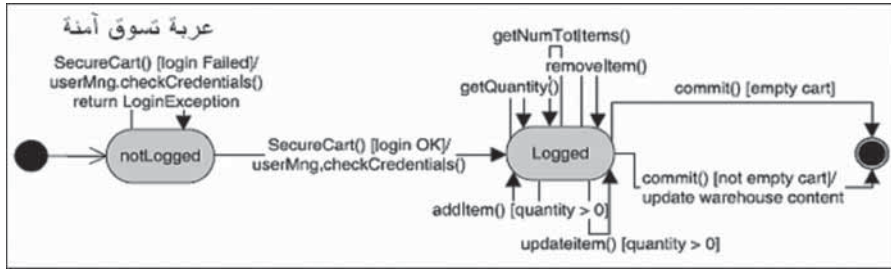 عربة تسوق آمنة
SecureCart() [login Failed]/
userMng.checkCredentials()
return LoginException
notLogged
SecureCart() [login OK]/
userMng,checkCredentials()
getNumTotItems()
removeItem()
getQuantity()
Logged
addItem() [quantity > 0]
updateitem() [quantity > 0]
commit() [empty cart]
commit() [not empty cart]/
update warehouse content